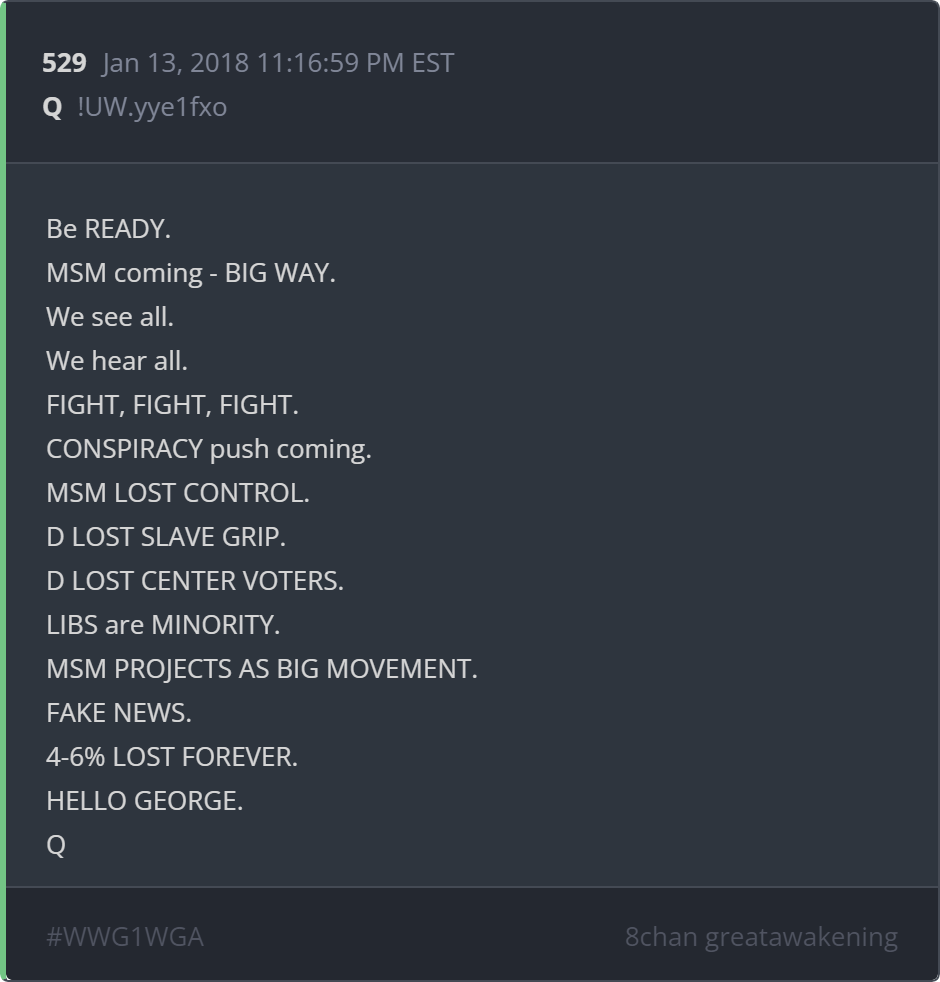 529 Jan 13, 2018 11:16:59 PM EST
Q !UW.yye1fxo
Be READY.
MSM coming - BIG WAY.
We see all.
We hear all.
FIGHT, FIGHT, FIGHT.
CONSPIRACY push coming.
MSM LOST CONTROL.
D LOST SLAVE GRIP.
D LOST CENTER VOTERS.
LIBS are MINORITY.
MSM PROJECTS AS BIG MOVEMENT.
FAKE NEWS.
4-6% LOST FOREVER.
HELLO GEORGE.
Q
#WWG1WGA 8chan greatawakening